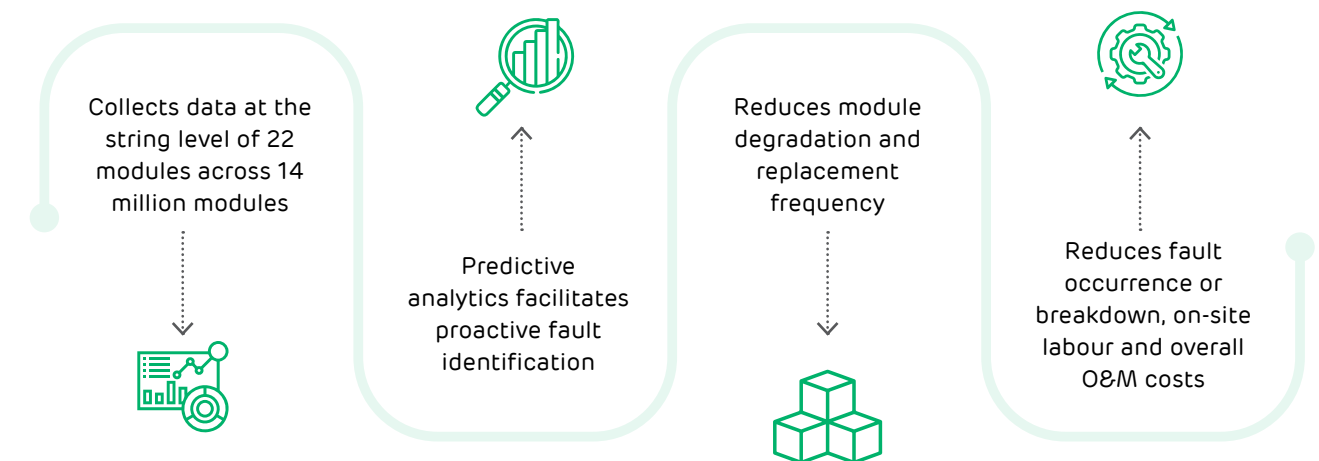 Collects data at the
string level of 22
modules across 14
million modules
Predictive
analytics facilitates
proactive fault
identification
Reduces module
degradation and
replacement
frequency
Reduces fault
occurrence or
breakdown, on-site
labour and overall
O&M costs